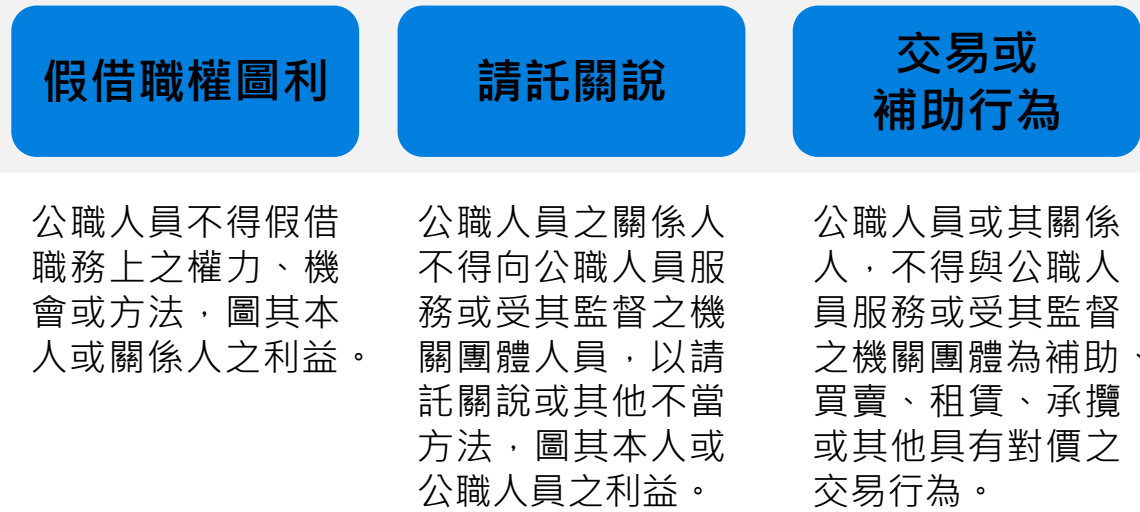 假借職權圖利
公職人員不得假借
職務上之權力、機
會或方法，圖其本
人或關係人之利益。
請託關說
公職人員之關係人
不得向公職人員服
務或受其監督之機
關團體人員，以請
託關說或其他不當
方法，圖其本人或
公職人員之利益。
交易或
補助行為
公職人員或其關係
人，不得與公職人
員服務或受其監督
之機關團體為補助、
買賣、租賃、承攬
或其他具有對價之
交易行為。